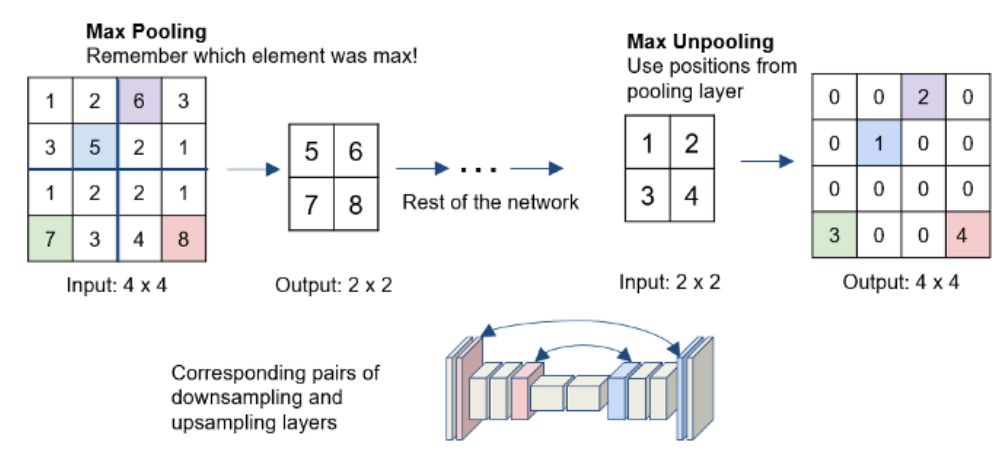 Max Pooling
Remember which element was max!
1 2 6 3
3 5 2 1
1 2 2 1
7 3 4 8
Input: 4 x 4
5 6
7 8
Output: 2 x 2
...
Rest of the network
Max Unpooling
Use positions from
pooling layer
1 2
3 4
Input: 2 x 2
0 0 2 0
0 1 0 0
0 0 0 0
3 0 0 4
Output: 4 x 4
Corresponding pairs of
downsampling and
upsampling layers